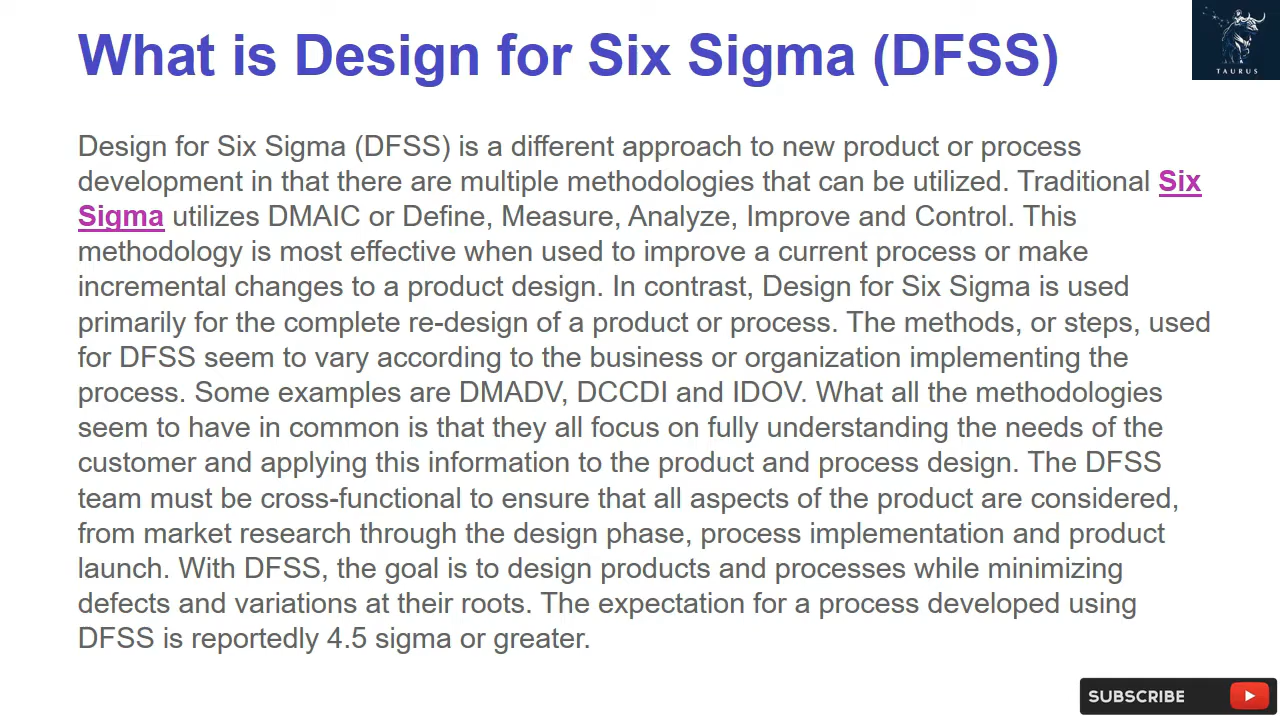 What is Design for Six Sigma (DFSS)
TAURUS
Design for Six Sigma (DFSS) is a different approach to new product or process
development in that there are multiple methodologies that can be utilized. Traditional Six
Sigma utilizes DMAIC or Define, Measure, Analyze, Improve and Control. This
methodology is most effective when used to improve a current process or make
incremental changes to a product design. In contrast, Design for Six Sigma is used
primarily for the complete re-design of a product or process. The methods, or steps, used
for DFSS seem to vary according to the business or organization implementing the
process. Some examples are DMADV, DCCDI and IDOV. What all the methodologies
seem to have in common is that they all focus on fully understanding the needs of the
customer and applying this information to the product and process design. The DFSS
team must be cross-functional to ensure that all aspects of the product are considered,
from market research through the design phase, process implementation and product
launch. With DFSS, the goal is to design products and processes while minimizing
defects and variations at their roots. The expectation for a process developed using
DFSS is reportedly 4.5 sigma or greater.
SUBSCRIBE